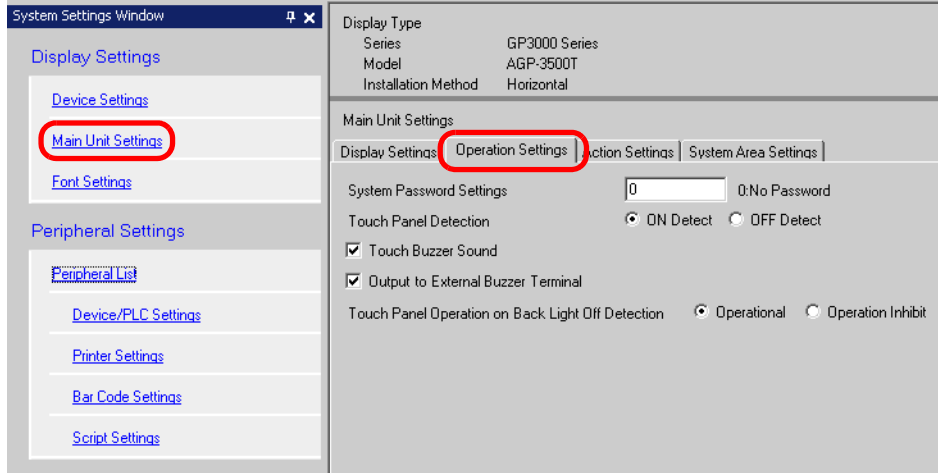 System Settings Window
Display Settings
Device Settings
Main Unit Settings
Font Settings
Peripheral Settings
Peripheral List
Device/PLC Settings
Printer Settings
Bar Code Settings
Script Settings
Display Type
Series GP3000 Series
Model AGP-3500T
Installation Method Horizontal
Main Unit Settings
Display Settings Operation Settings Action Settings System Area Settings
System Password Settings 0 0:No Password
Touch Panel Detection ON Detect OFF Detect
Touch Buzzer Sound
Output to External Buzzer Terminal
Touch Panel Operation on Back Light Off Detection Operational Operation Inhibit